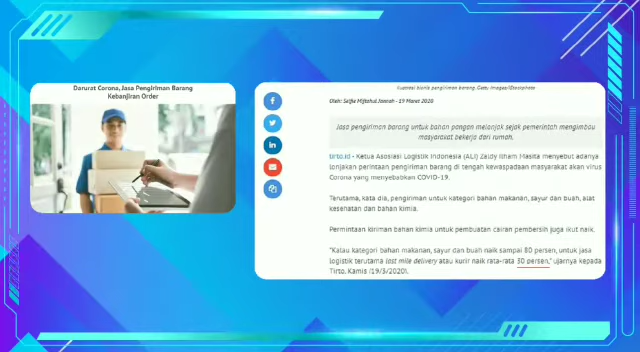 Darurat Corona, Jasa Pengiriman Barang
Kebanjiran Order
Ilustrasi bisnis pengiriman barang. Getty Images/iStockphoto
Oleh: Selfie Miftahul Jannah - 19 Maret 2020
Jasa pengiriman barang untuk bahan pangan melonjak sejak pemerintah mengimbau
masyarakat bekerja dari rumah.
tirto.id - Ketua Asosiasi Logistik Indonesia (ALI) Zaldy Ilham Masita menyebut adanya
lonjakan permintaan pengiriman barang di tengah kewaspadaan masyarakat akan virus
Corona yang menyebabkan COVID-19.
Terutama, kata dia, pengiriman untuk kategori bahan makanan, sayur dan buah, alat
kesehatan dan bahan kimia.
Permintaan kiriman bahan kimia untuk pembuatan cairan pembersih juga ikut naik.
"Kalau kategori bahan makanan, sayur dan buah naik sampai 80 persen, untuk jasa
logistik terutama last mile delivery atau kurir naik rata-rata 30 persen," ujarnya kepada
Tirto, Kamis (19/3/2020).